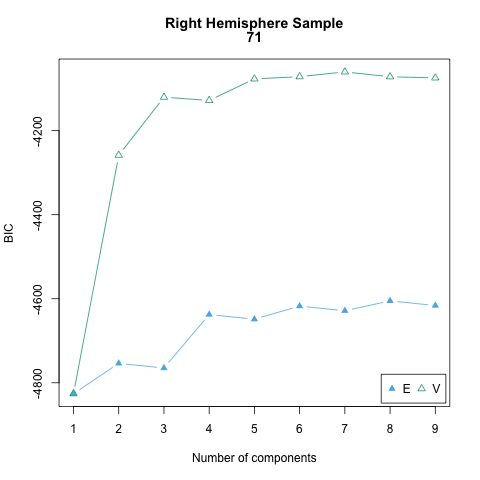 Right Hemisphere Sample
71
BIC
-4200
-4400
-4600
-4800
1 2 3 4 5 6 7 8 9
Number of components
E V